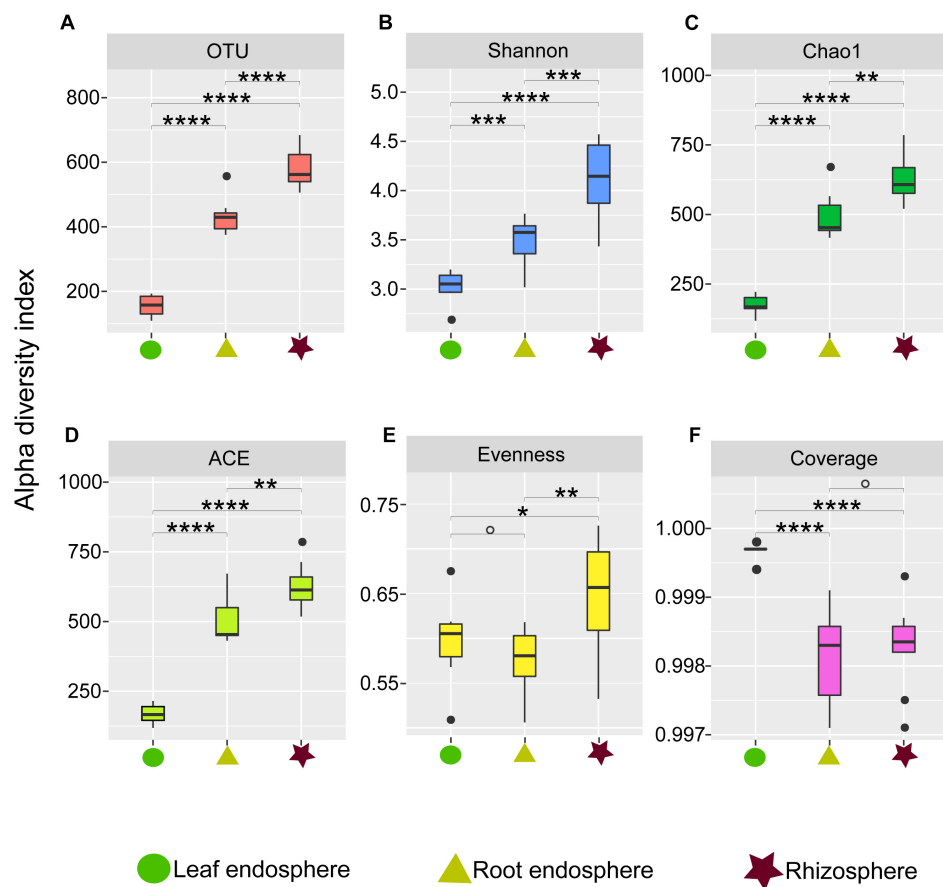 A
OTU
800
600
400
200
****
****
****
B
Shannon
5.0
4.5
4.0
3.5
3.0
***
****
***
C
Chao1
1000
750
500
250
**
****
****
Alpha diversity index
D
ACE
1000
750
500
250
**
****
****
E
Evenness
0.75
0.65
0.55
**
*
F
Coverage
1.000
0.999
0.998
0.997
****
****
Leaf endosphere
Root endosphere
Rhizosphere